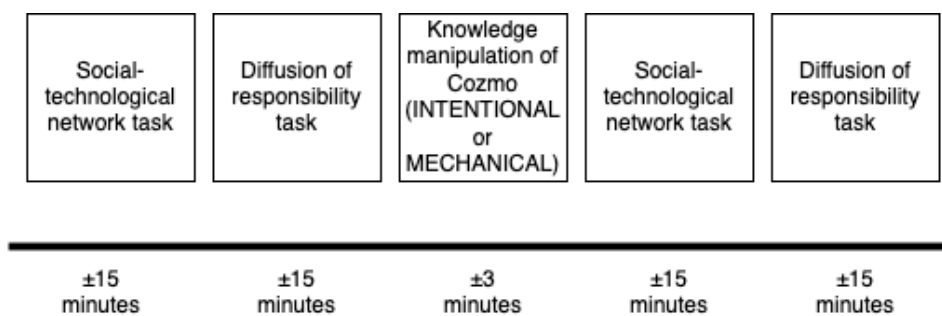 Social-
technological
network task
Diffusion of
responsibility
task
Knowledge
manipulation of
Cozmo
(INTENTIONAL
or
MECHANICAL)
Social-
technological
network task
Diffusion of
responsibility
task
±15
minutes
±15
minutes
±3
minutes
±15
minutes
±15
minutes